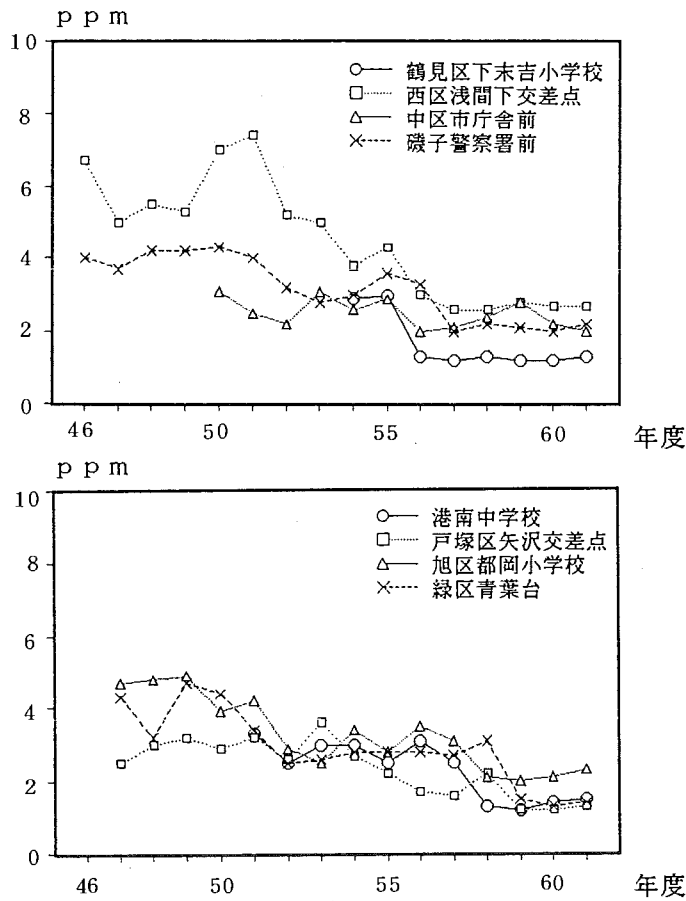 ppm
10
8
6
4
2
0
鶴見区下末吉小学校
西区浅間下交差点
中区市庁舎前
磯子警察署前
46 50 55 60 年度
ppm
10
8
6
4
2
0
港南中学校
戸塚区矢沢交差点
旭区都岡小学校
緑区青葉台
46 50 55 60 年度